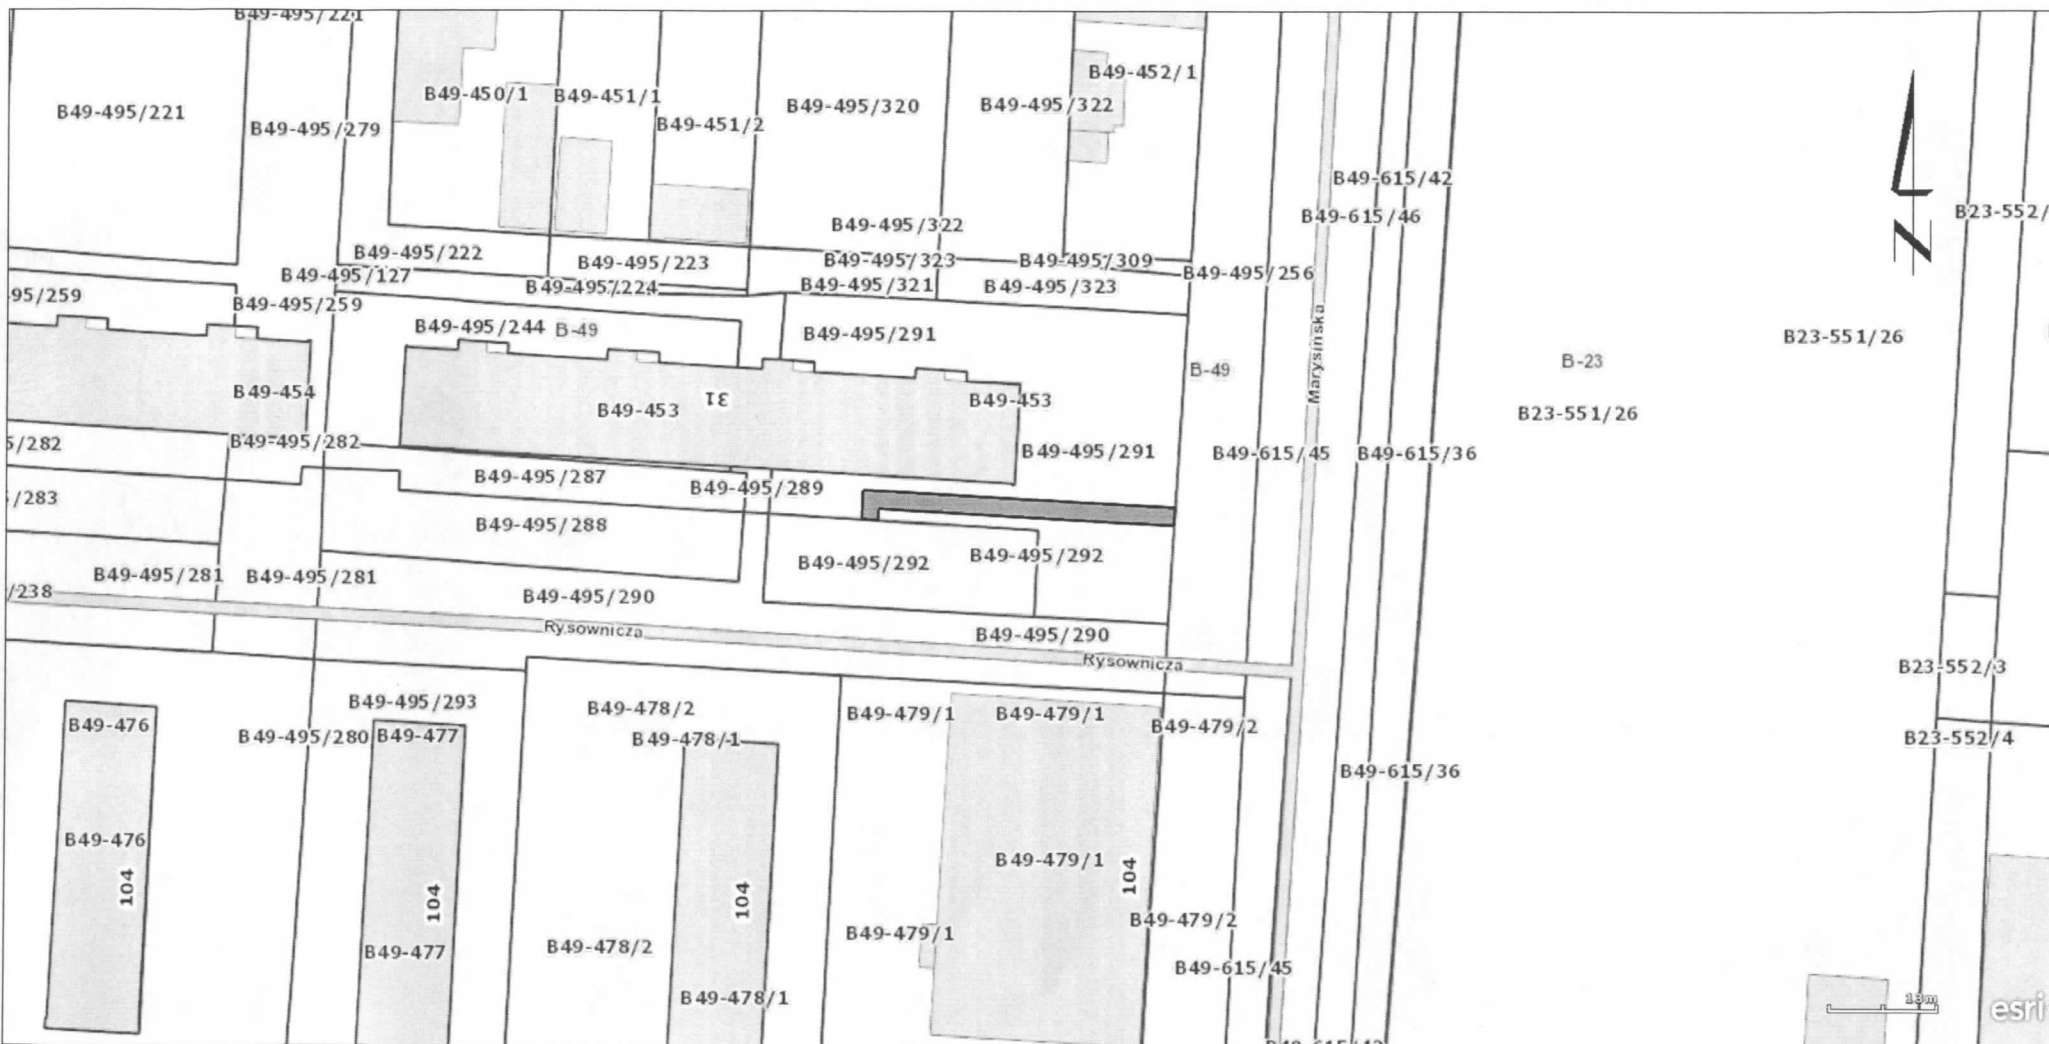 B49-495/221
B49-452/1
B49-450/1
B49-451/1
B49-495/320
B49-495/322
B49-495/221
B49-495/279
B49-451/2
B49-615/42
B49-615/46
B23-552/
B49-495/322
B49-495/222
B49-495/223
B49-495/323
B49-495/309
B49-495/256
B49-495/127
B49-495/224
B49-495/321
B49-495/323
95/259
B49-495/259
B49-495/244
B-49
B49-495/291
B23-551/26
Marysińska
B-49
B-23
B49-454
B49-453
31
B49-453
B23-551/26
5/282
B49-495/282
B49-495/291
B49-615/45
B49-615/36
B49-495/287
B49-495/289
/283
B49-495/288
B49-495/292
B49-495/292
B49-495/281
B49-495/281
/238
B49-495/290
Rysownicza
B49-495/290
Rysownicza
B23-552/3
B49-495/293
B49-478/2
B49-479/1
B49-479/1
B49-476
B49-495/280
B49-477
B49-478/1
B49-479/2
B23-552/4
B49-615/36
B49-476
104
104
104
B49-479/1
104
B49-477
B49-478/2
B49-479/1
B49-479/2
B49-615/45
B49-478/1
13m
esri
B49-615/42
N